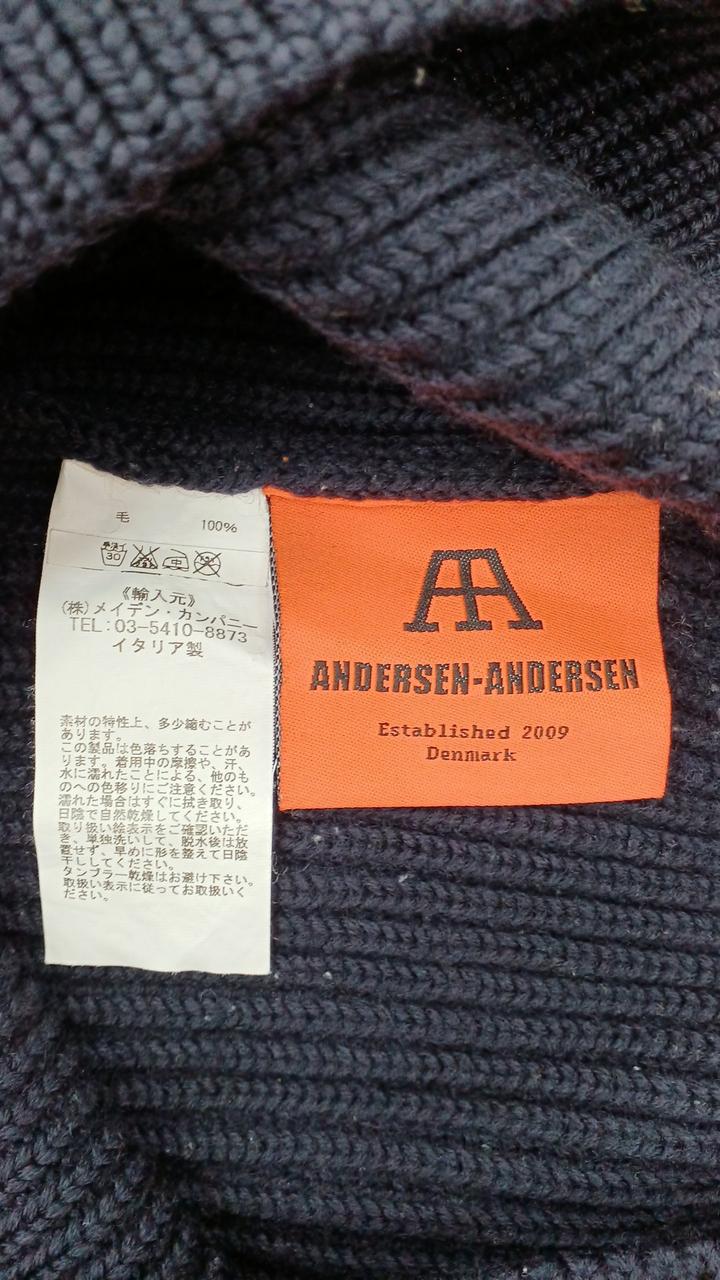 毛 100%
手洗イ
30
中
《輸入元》
(株)メイデン・カンパニー
TEL:03-5410-8873
イタリア製
素材の特性上、多少縮むことが
あります。
この製品は色落ちすることがあ
ります。着用中の摩擦や、汗、
水に濡れたことによる、他のも
のへの色移りにご注意ください。
濡れた場合はすぐに拭き取り、
日陰で自然乾燥してください。
取り扱い絵表示をご確認いただ
き、単独洗いして、脱水後は放
置せず、早めに形を整えて日陰
干ししてください。
タンブラー乾燥はお避け下さい。
取扱い表示に従ってお取扱いく
ださい。
AA
ANDERSEN-ANDERSEN
Established 2009
Denmark